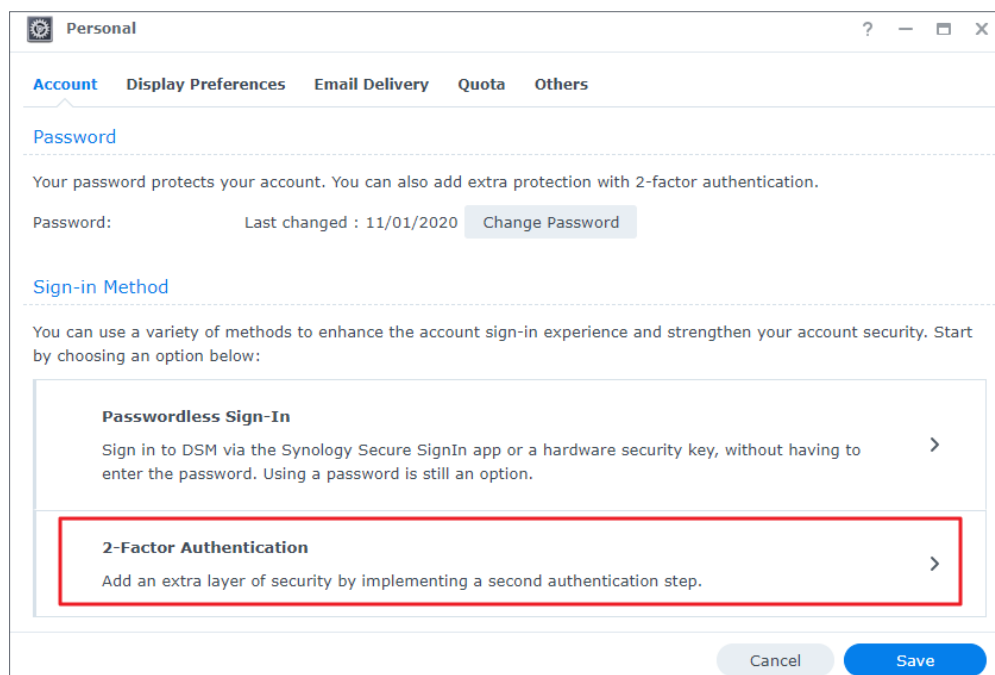 Personal
Account Display Preferences Email Delivery Quota Others
Password
Your password protects your account. You can also add extra protection with 2-factor authentication.
Password: Last changed : 11/01/2020 Change Password
Sign-in Method
You can use a variety of methods to enhance the account sign-in experience and strengthen your account security. Start
by choosing an option below:
Passwordless Sign-In
Sign in to DSM via the Synology Secure SignIn app or a hardware security key, without having to
enter the password. Using a password is still an option.
2-Factor Authentication
Add an extra layer of security by implementing a second authentication step.
Cancel Save